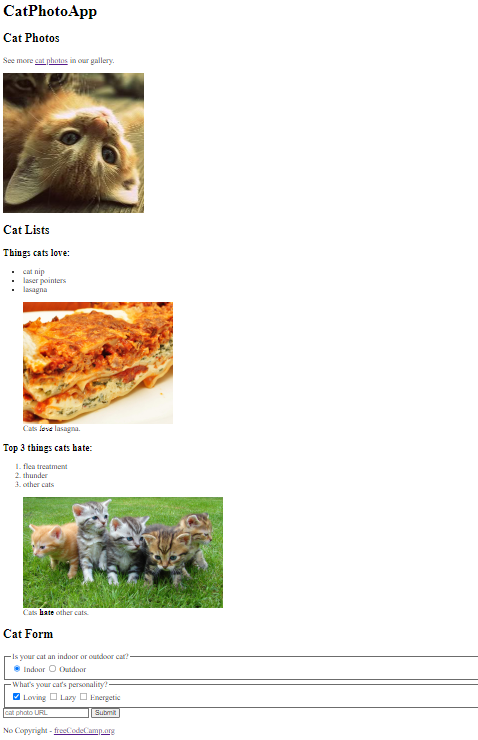 CatPhotoApp
Cat Photos
See more cat photos in our gallery.
Cat Lists
Things cats love:
cat nip
laser pointers
lasagna
Cats love lasagna.
Top 3 things cats hate:
1. flea treatment
2. thunder
3. other cats
Cats hate other cats.
Cat Form
Is your cat an indoor or outdoor cat?
Indoor Outdoor
What's your cat's personality?
Loving Lazy Energetic
cat photo URL Submit
No Copyright - freeCodeCamp.org